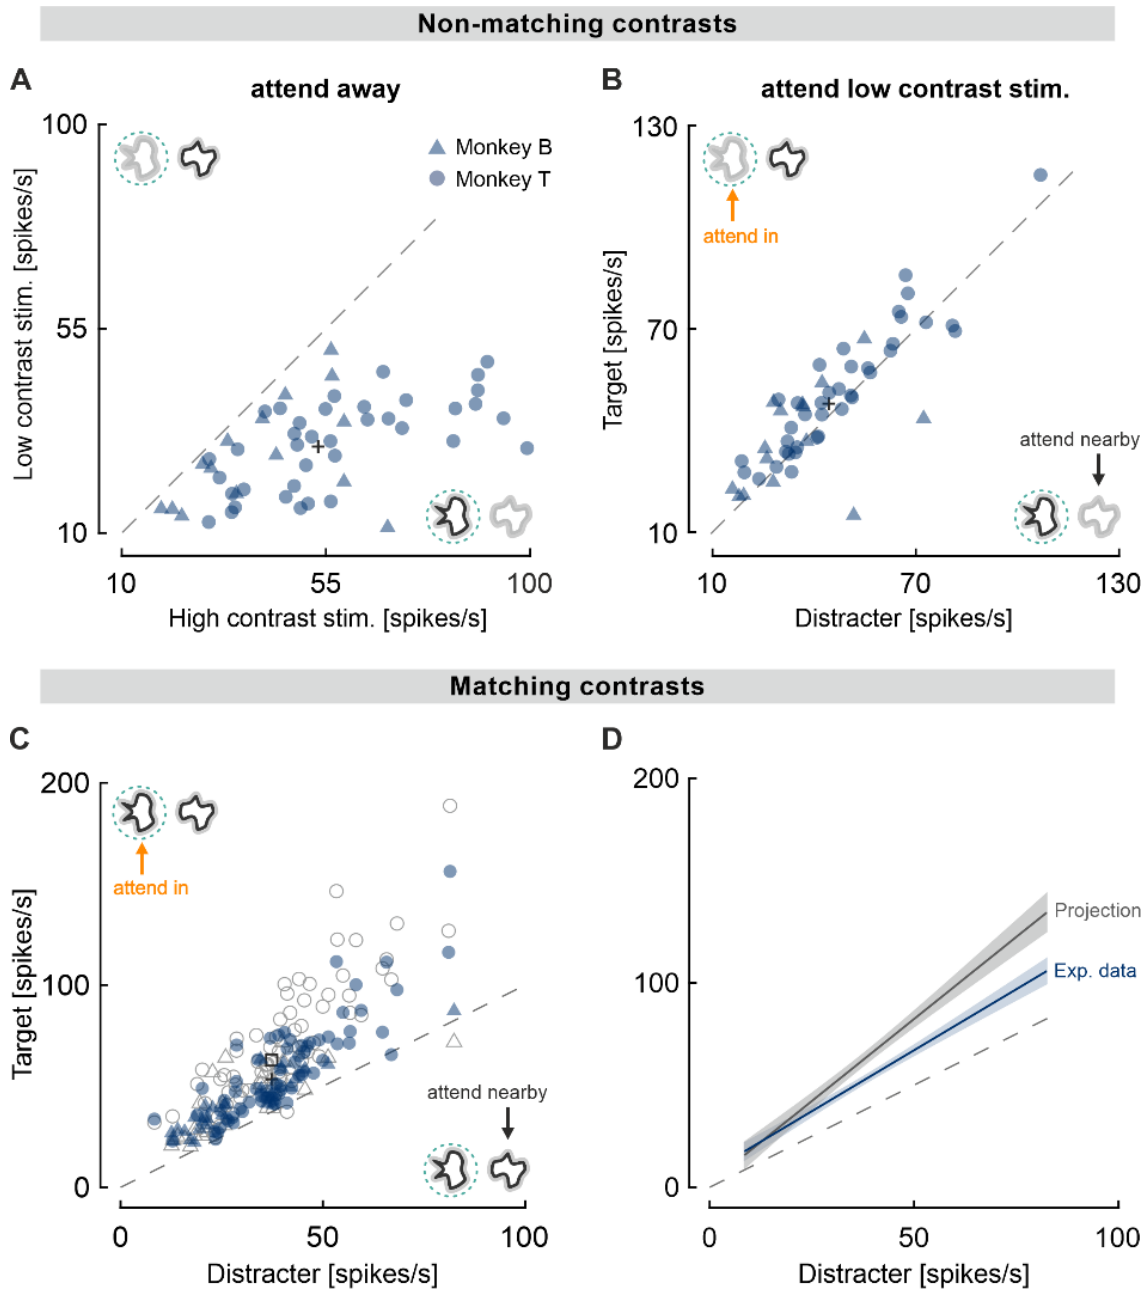 Non-matching contrasts
A
attend away
100
55
10
Low contrast stim. [spikes/s]
Monkey B
Monkey T
10
55
100
High contrast stim. [spikes/s]
B
attend low contrast stim.
130
70
10
Target [spikes/s]
attend in
attend nearby
10
70
130
Distracter [spikes/s]
Matching contrasts
C
200
100
0
Target [spikes/s]
attend in
attend nearby
0
50
100
Distracter [spikes/s]
D
200
100
0
Projection
Exp. data
0
50
100
Distracter [spikes/s]